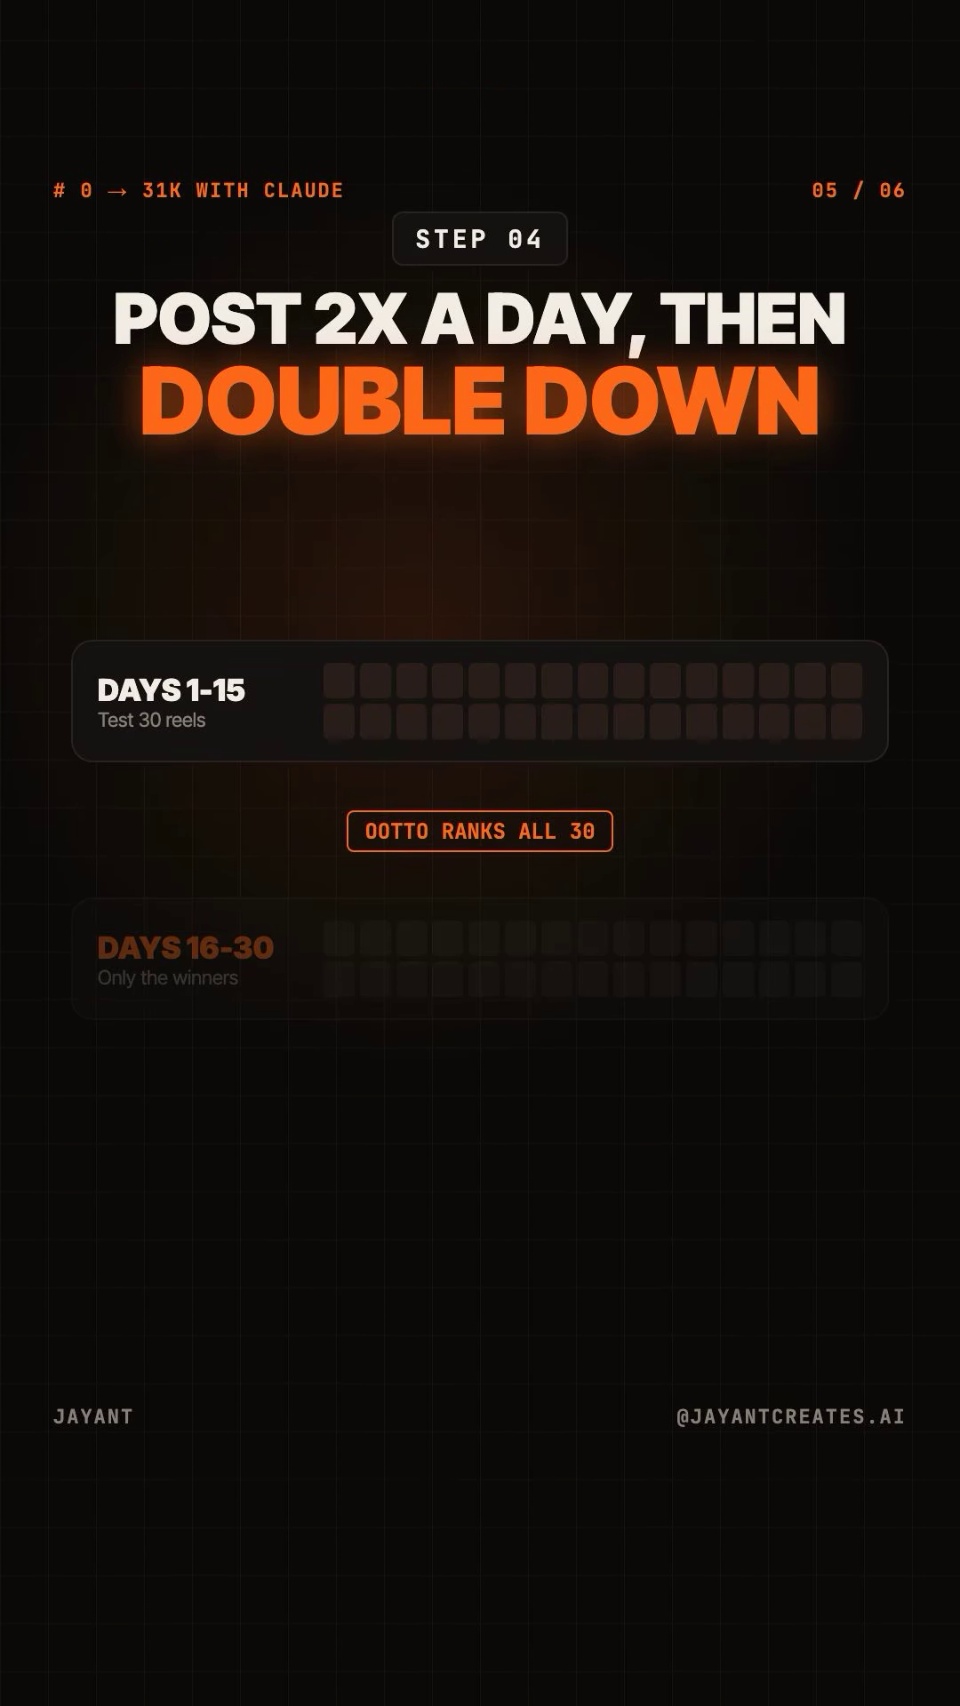 # 0 → 31K WITH CLAUDE
05 / 06
STEP 04
POST 2X A DAY, THEN
DOUBLE DOWN
DAYS 1-15
Test 30 reels
OOTTO RANKS ALL 30
DAYS 16-30
Only the winners
JAYANT
@JAYANTCREATES.AI